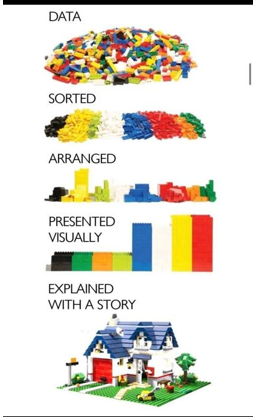 DATA
SORTED
ARRANGED
PRESENTED
VISUALLY
EXPLAINED
WITH A STORY